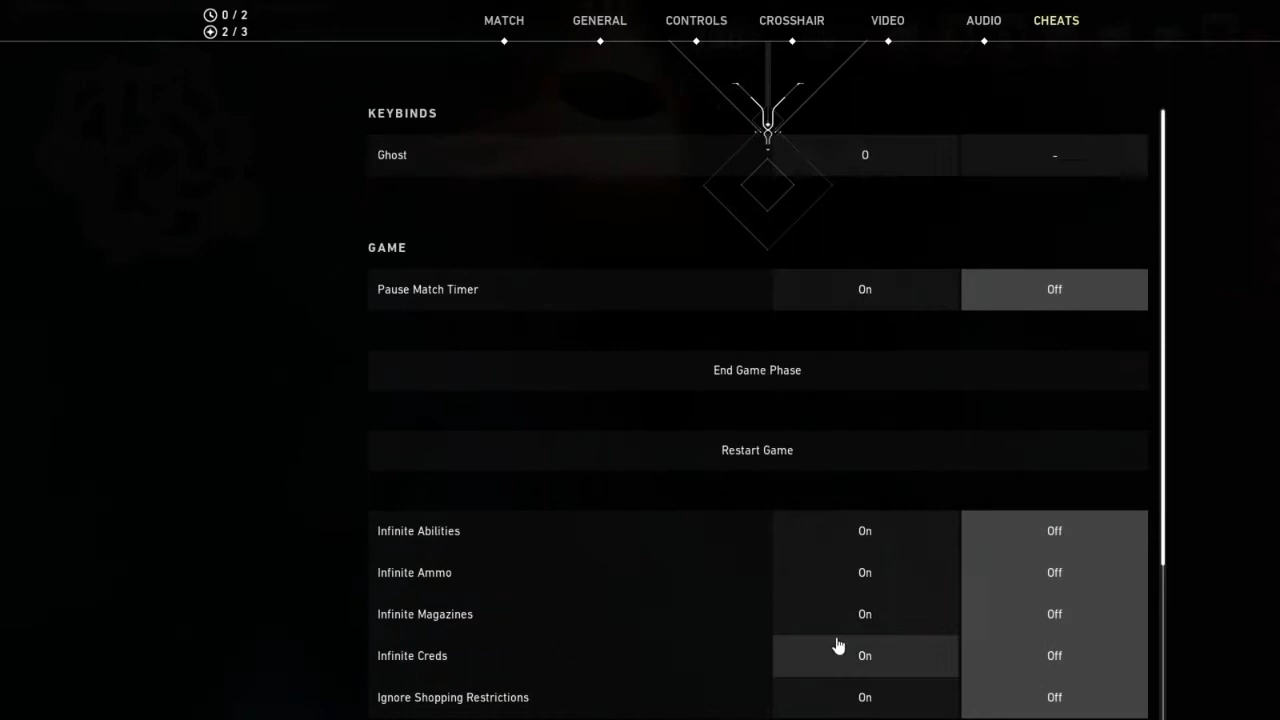 0 / 2
2 / 3
MATCH GENERAL CONTROLS CROSSHAIR VIDEO AUDIO CHEATS
KEYBINDS
Ghost O -
GAME
Pause Match Timer On Off
End Game Phase
Restart Game
Infinite Abilities On Off
Infinite Ammo On Off
Infinite Magazines On Off
Infinite Creds On Off
Ignore Shopping Restrictions On Off